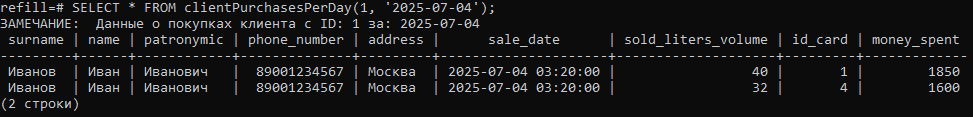 refill=# SELECT * FROM clientPurchasesPerDay(1, '2025-07-04');
ЗАМЕЧАНИЕ:  Данные о покупках клиента с ID: 1 за: 2025-07-04
 surname | name | patronymic | phone_number | address |      sale_date      | sold_liters_volume | id_card | money_spent
---------+------+------------+--------------+---------+---------------------+--------------------+---------+-------------
 Иванов  | Иван | Иванович   |  89001234567 | Москва  | 2025-07-04 03:20:00 |                 40 |       1 |        1850
 Иванов  | Иван | Иванович   |  89001234567 | Москва  | 2025-07-04 03:20:00 |                 32 |       4 |        1600
(2 строки)